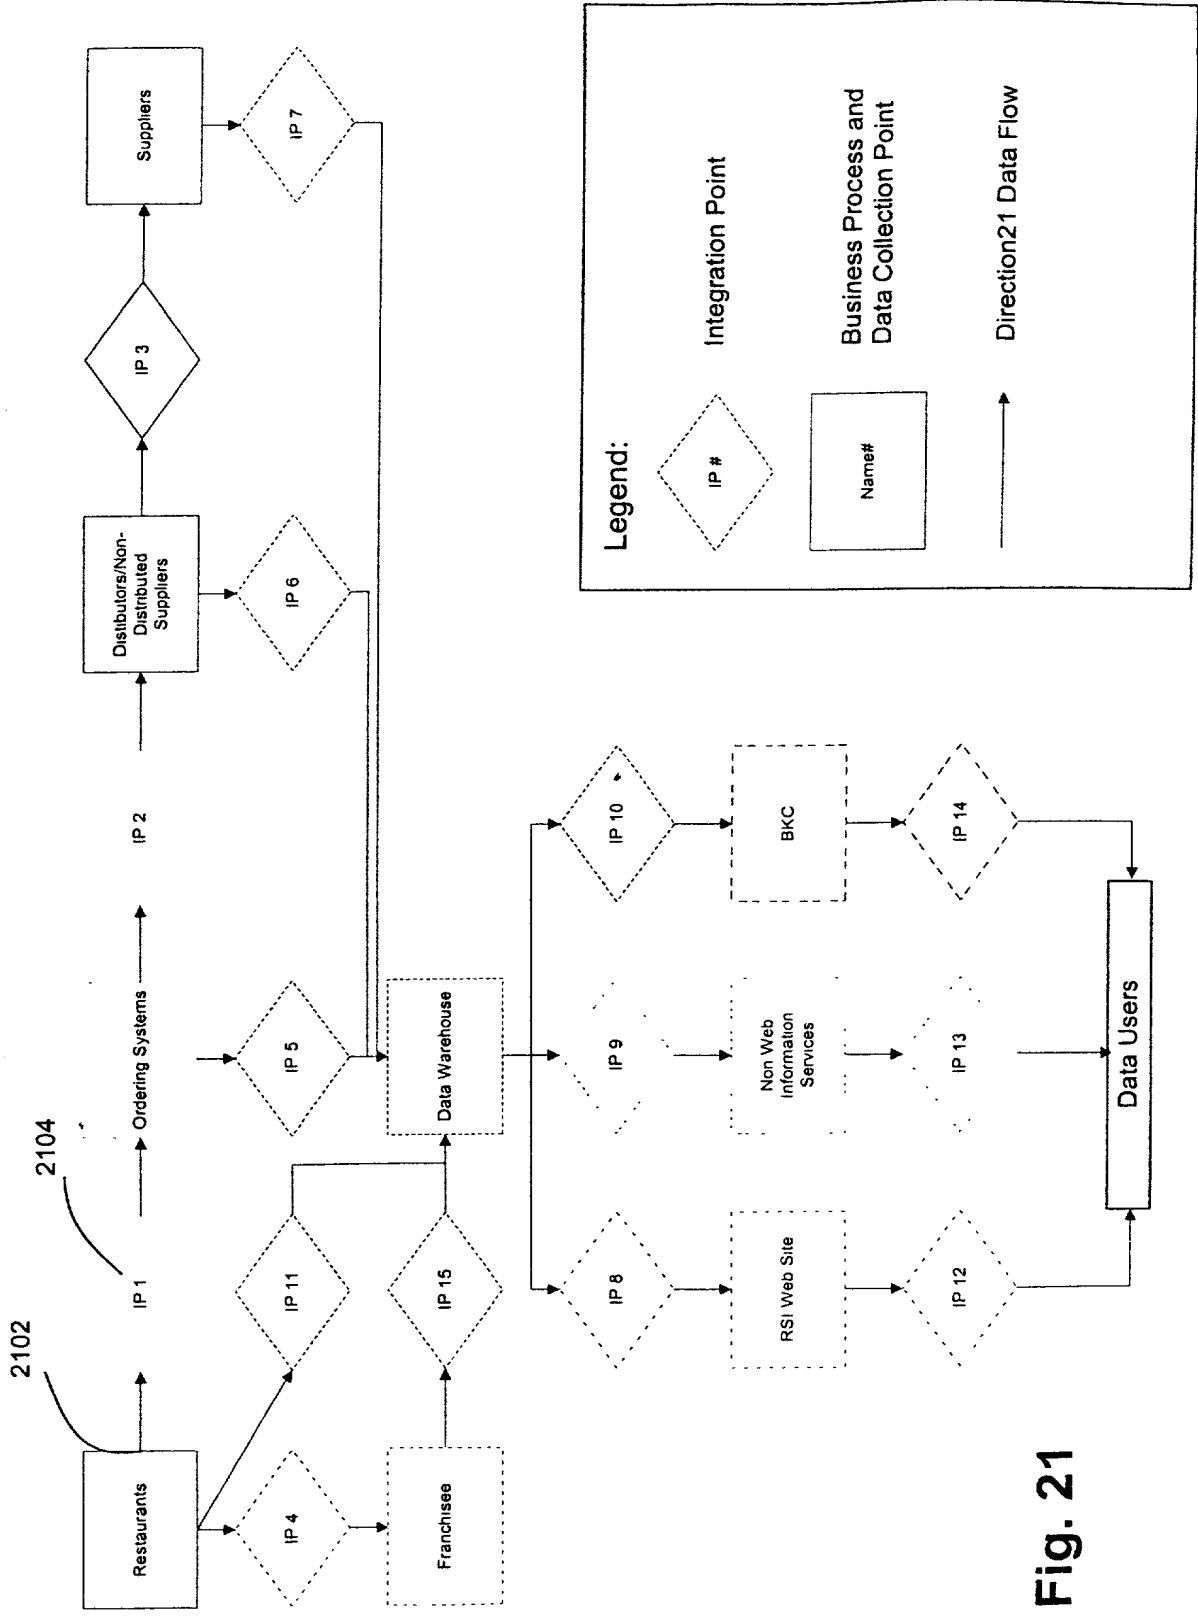 2102
2104
Restaurants
IP 1
Ordering Systems
IP 2
Distributors/Non-
Distributed
Suppliers
IP 3
Suppliers
IP 4
IP 11
IP 5
IP 6
IP 7
Franchisee
IP 15
Data Warehouse
IP 8
IP 9
IP 10
RSI Web Site
Non Web
Information
Services
BKC
IP 12
IP 13
IP 14
Data Users
Legend:
IP #
Integration Point
Name#
Business Process and
Data Collection Point
Direction21 Data Flow
Fig. 21